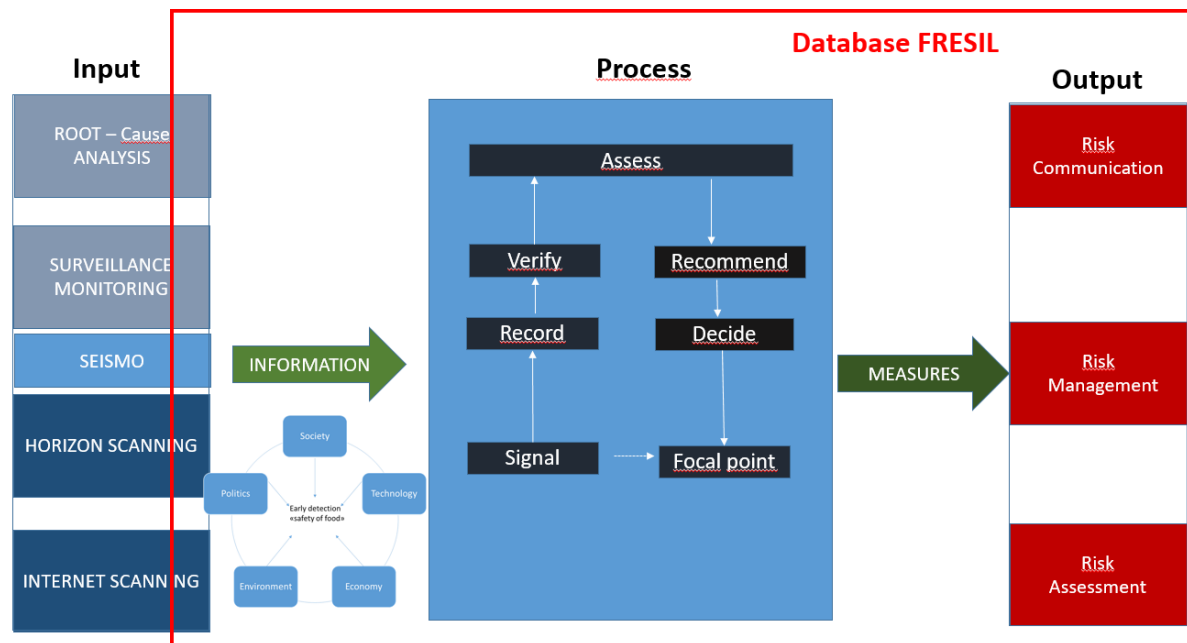 Database FRESIL
Input
Process
Output
ROOT – Cause
ANALYSIS
SURVEILLANCE
MONITORING
SEISMO
HORIZON SCANNING
INTERNET SCANNING
INFORMATION
Society
Politics
Technology
Early detection
«safety of food»
Environment
Economy
Assess
Verify
Recommend
Record
Decide
Signal
Focal point
MEASURES
Risk
Communication
Risk
Management
Risk
Assessment